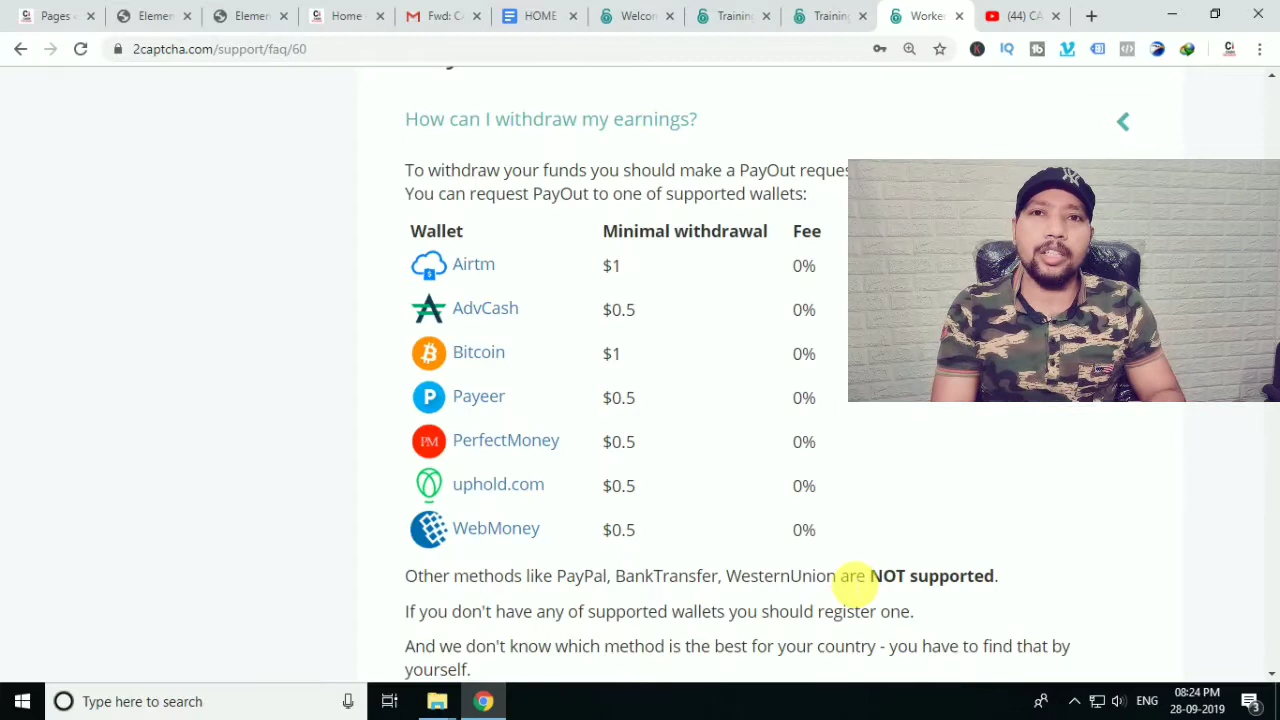 Pages
Elemen
Elemen
Home
Fwd: C
HOME
Welcon
Training
Training
Worker
(44) CA
2captcha.com/support/faq/60
How can I withdraw my earnings?
To withdraw your funds you should make a PayOut reques
You can request PayOut to one of supported wallets:
Wallet Minimal withdrawal Fee
Airtm $1 0%
AdvCash $0.5 0%
Bitcoin $1 0%
Payeer $0.5 0%
PM PerfectMoney $0.5 0%
uphold.com $0.5 0%
WebMoney $0.5 0%
Other methods like PayPal, BankTransfer, WesternUnion are NOT supported.
If you don't have any of supported wallets you should register one.
And we don't know which method is the best for your country - you have to find that by
yourself.
Type here to search
ENG
08:24 PM
28-09-2019
3